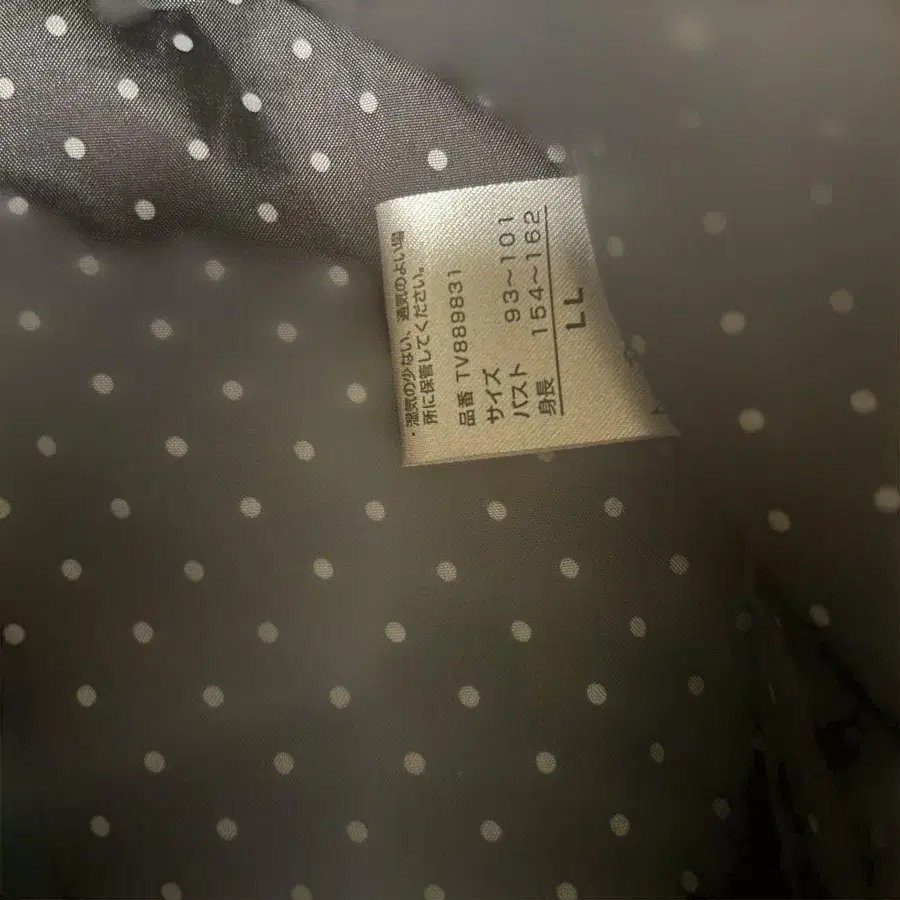 ・湿気の少ない、通気のよい場
所に保管してください。
品番 TV889831
サイズ
バスト 93〜101
身長 154〜162
LL